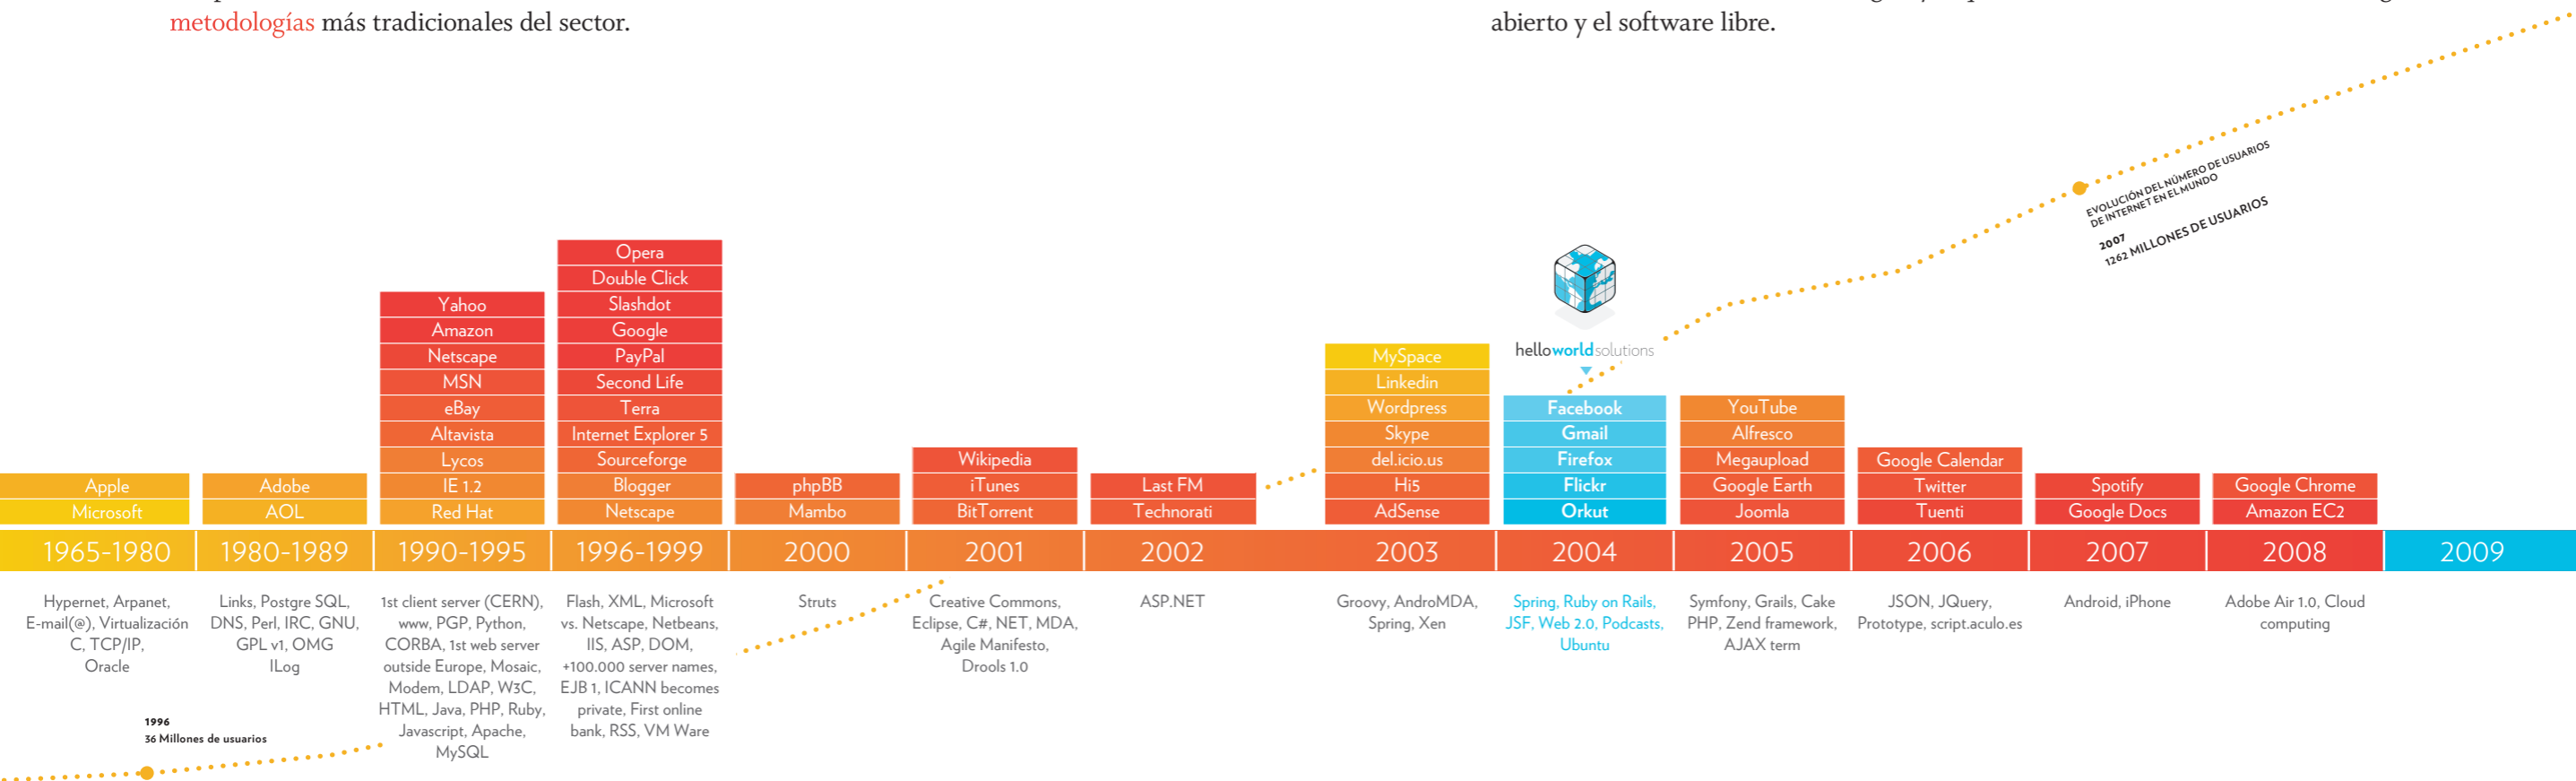 metodologías más tradicionales del sector.
abierto y el software libre.
EVOLUCIÓN DEL NÚMERO DE USUARIOS
DE INTERNET EN EL MUNDO
2007
1262 MILLONES DE USUARIOS
helloworldsolutions
Apple
Microsoft
1965-1980
Hypernet, Arpanet,
E-mail(@), Virtualización
C, TCP/IP,
Oracle
Adobe
AOL
1980-1989
Links, Postgre SQL,
DNS, Perl, IRC, GNU,
GPL v1, OMG
ILog
Yahoo
Amazon
Netscape
MSN
eBay
Altavista
Lycos
IE 1.2
Red Hat
1990-1995
1st client server (CERN),
www, PGP, Python,
CORBA, 1st web server
outside Europe, Mosaic,
Modem, LDAP, W3C,
HTML, Java, PHP, Ruby,
Javascript, Apache,
MySQL
Opera
Double Click
Slashdot
Google
PayPal
Second Life
Terra
Internet Explorer 5
Sourceforge
Blogger
Netscape
1996-1999
Flash, XML, Microsoft
vs. Netscape, Netbeans,
IIS, ASP, DOM,
+100.000 server names,
EJB 1, ICANN becomes
private, First online
bank, RSS, VM Ware
phpBB
Mambo
2000
Struts
Wikipedia
iTunes
BitTorrent
2001
Creative Commons,
Eclipse, C#, NET, MDA,
Agile Manifesto,
Drools 1.0
Last FM
Technorati
2002
ASP.NET
MySpace
Linkedin
Wordpress
Skype
del.icio.us
Hi5
AdSense
2003
Groovy, AndroMDA,
Spring, Xen
Facebook
Gmail
Firefox
Flickr
Orkut
2004
Spring, Ruby on Rails,
JSF, Web 2.0, Podcasts,
Ubuntu
YouTube
Alfresco
Megaupload
Google Earth
Joomla
2005
Symfony, Grails, Cake
PHP, Zend framework,
AJAX term
Google Calendar
Twitter
Tuenti
2006
JSON, JQuery,
Prototype, script.aculo.es
Spotify
Google Docs
2007
Android, iPhone
Google Chrome
Amazon EC2
2008
Adobe Air 1.0, Cloud
computing
2009
1996
36 Millones de usuarios